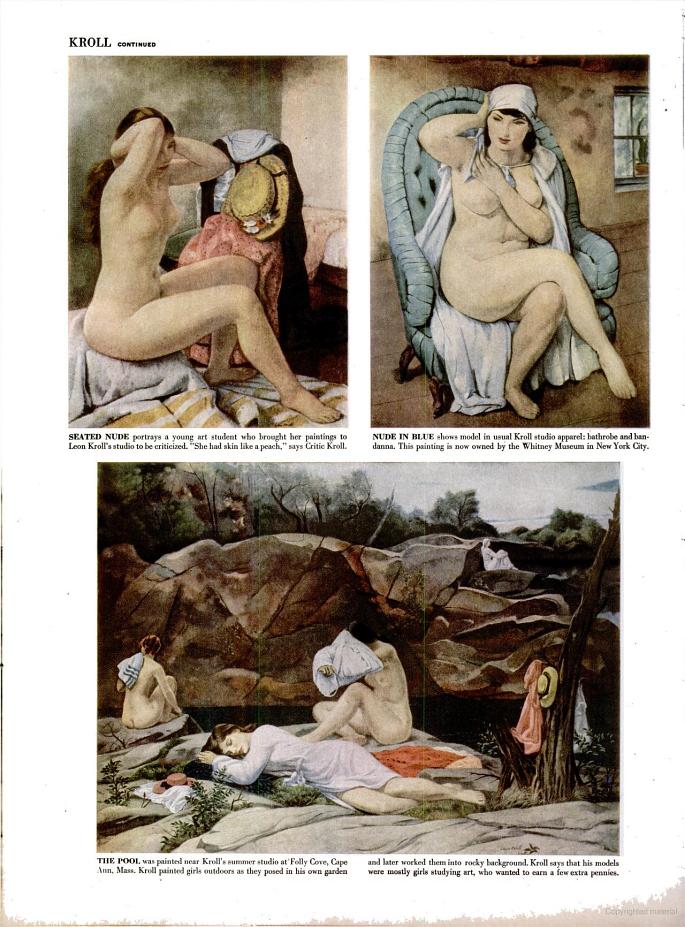 KROLL CONTINUED
SEATED NUDE portrays a young art student who brought her paintings to
Leon Kroll's studio to be criticized. "She had skin like a peach," says Critic Kroll.
NUDE IN BLUE shows model in usual Kroll studio apparel: bathrobe and ban-
danna. This painting is now owned by the Whitney Museum in New York City.
THE POOL was painted near Kroll's summer studio at Folly Cove, Cape
Ann, Mass. Kroll painted girls outdoors as they posed in his own garden
and later worked them into rocky background. Kroll says that his models
were mostly girls studying art, who wanted to earn a few extra pennies.
Copyrighted material